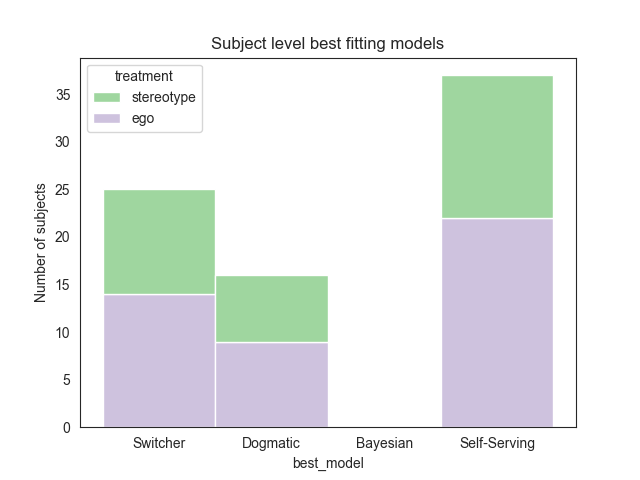 Subject level best fitting models
treatment
stereotype
ego
Number of subjects
35
30
25
20
15
10
5
0
Switcher
Dogmatic
Bayesian
Self-Serving
best_model